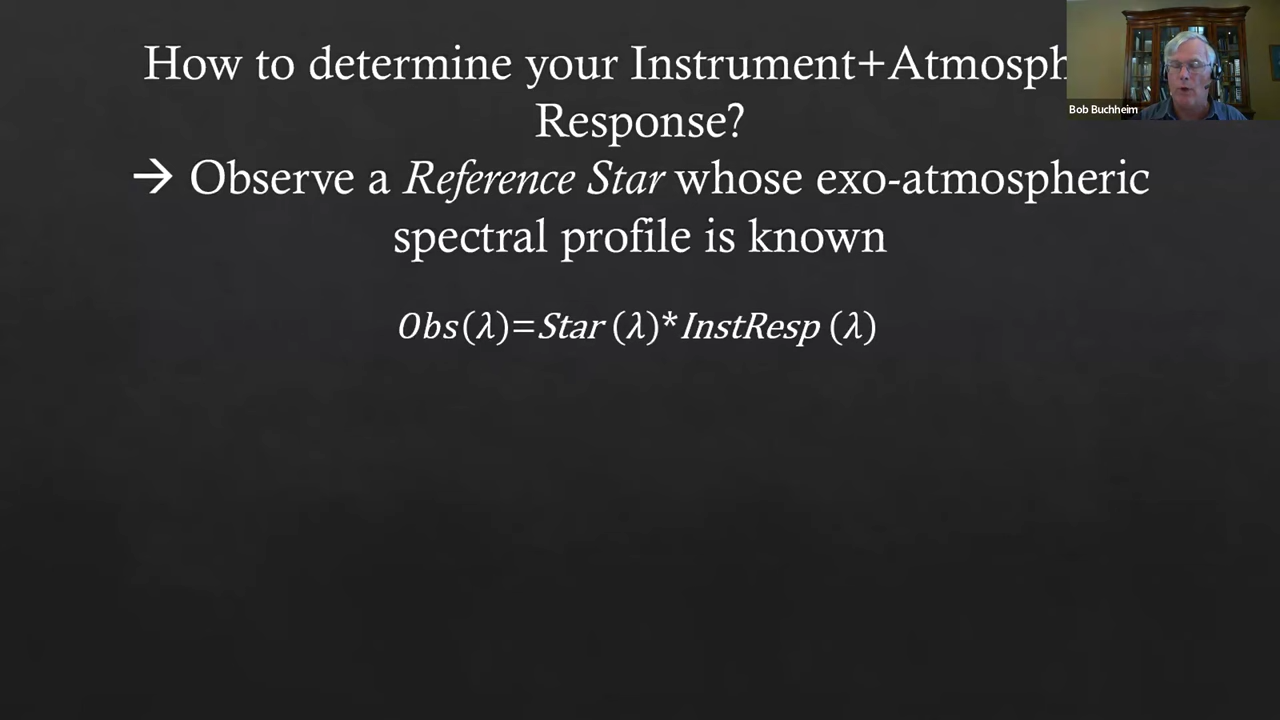 How to determine your Instrument+Atmosph
Response?
→ Observe a Reference Star whose exo-atmospheric
spectral profile is known
Obs(λ)=Star (λ)*InstResp (λ)
Bob Buchheim